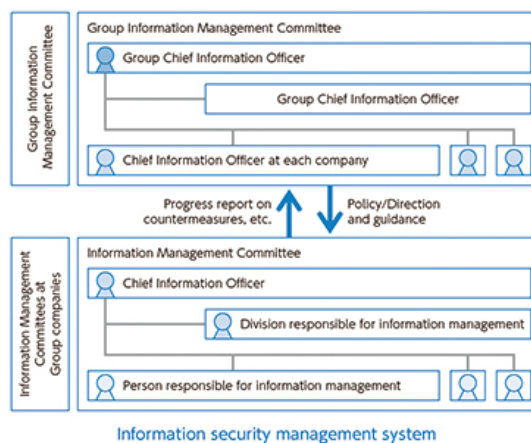 Group Information
Management Committee
Group Information Management Committee
Group Chief Information Officer
Group Chief Information Officer
Chief Information Officer at each company
Progress report on
countermeasures, etc.
Policy/Direction
and guidance
Information Management
Committees at
Group companies
Information Management Committee
Chief Information Officer
Division responsible for information management
Person responsible for information management
Information security management system